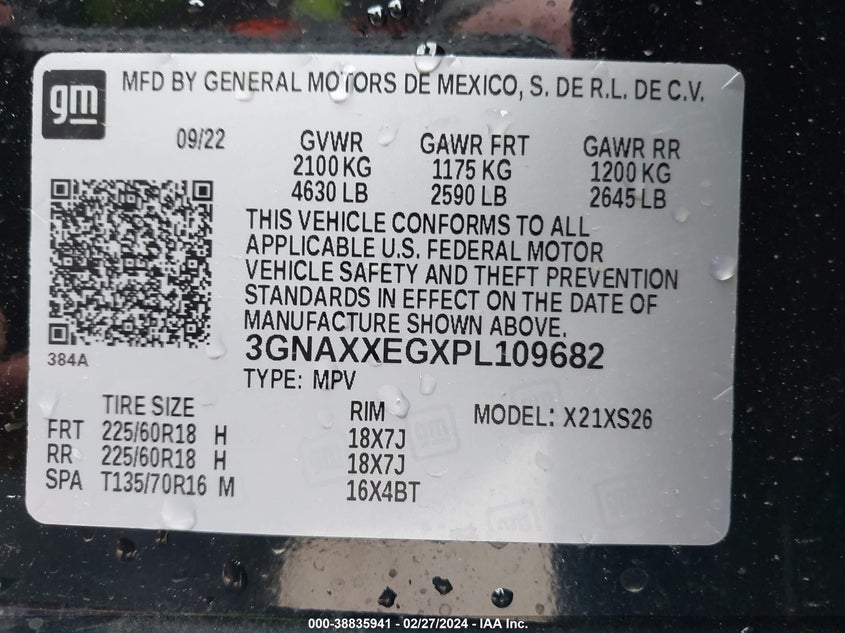 gm
MFD BY GENERAL MOTORS DE MEXICO, S. DE R.L. DE C.V.
09/22 GVWR GAWR FRT GAWR RR
2100 KG 1175 KG 1200 KG
4630 LB 2590 LB 2645 LB
THIS VEHICLE CONFORMS TO ALL
APPLICABLE U.S. FEDERAL MOTOR
VEHICLE SAFETY AND THEFT PREVENTION
STANDARDS IN EFFECT ON THE DATE OF
MANUFACTURE SHOWN ABOVE.
384A
3GNAXXEGXPL109682
TYPE: MPV
TIRE SIZE RIM MODEL: X21XS26
FRT 225/60R18 H 18X7J
RR 225/60R18 H 18X7J
SPA T135/70R16 M 16X4BT
000-38835941 - 02/27/2024 - IAA Inc.